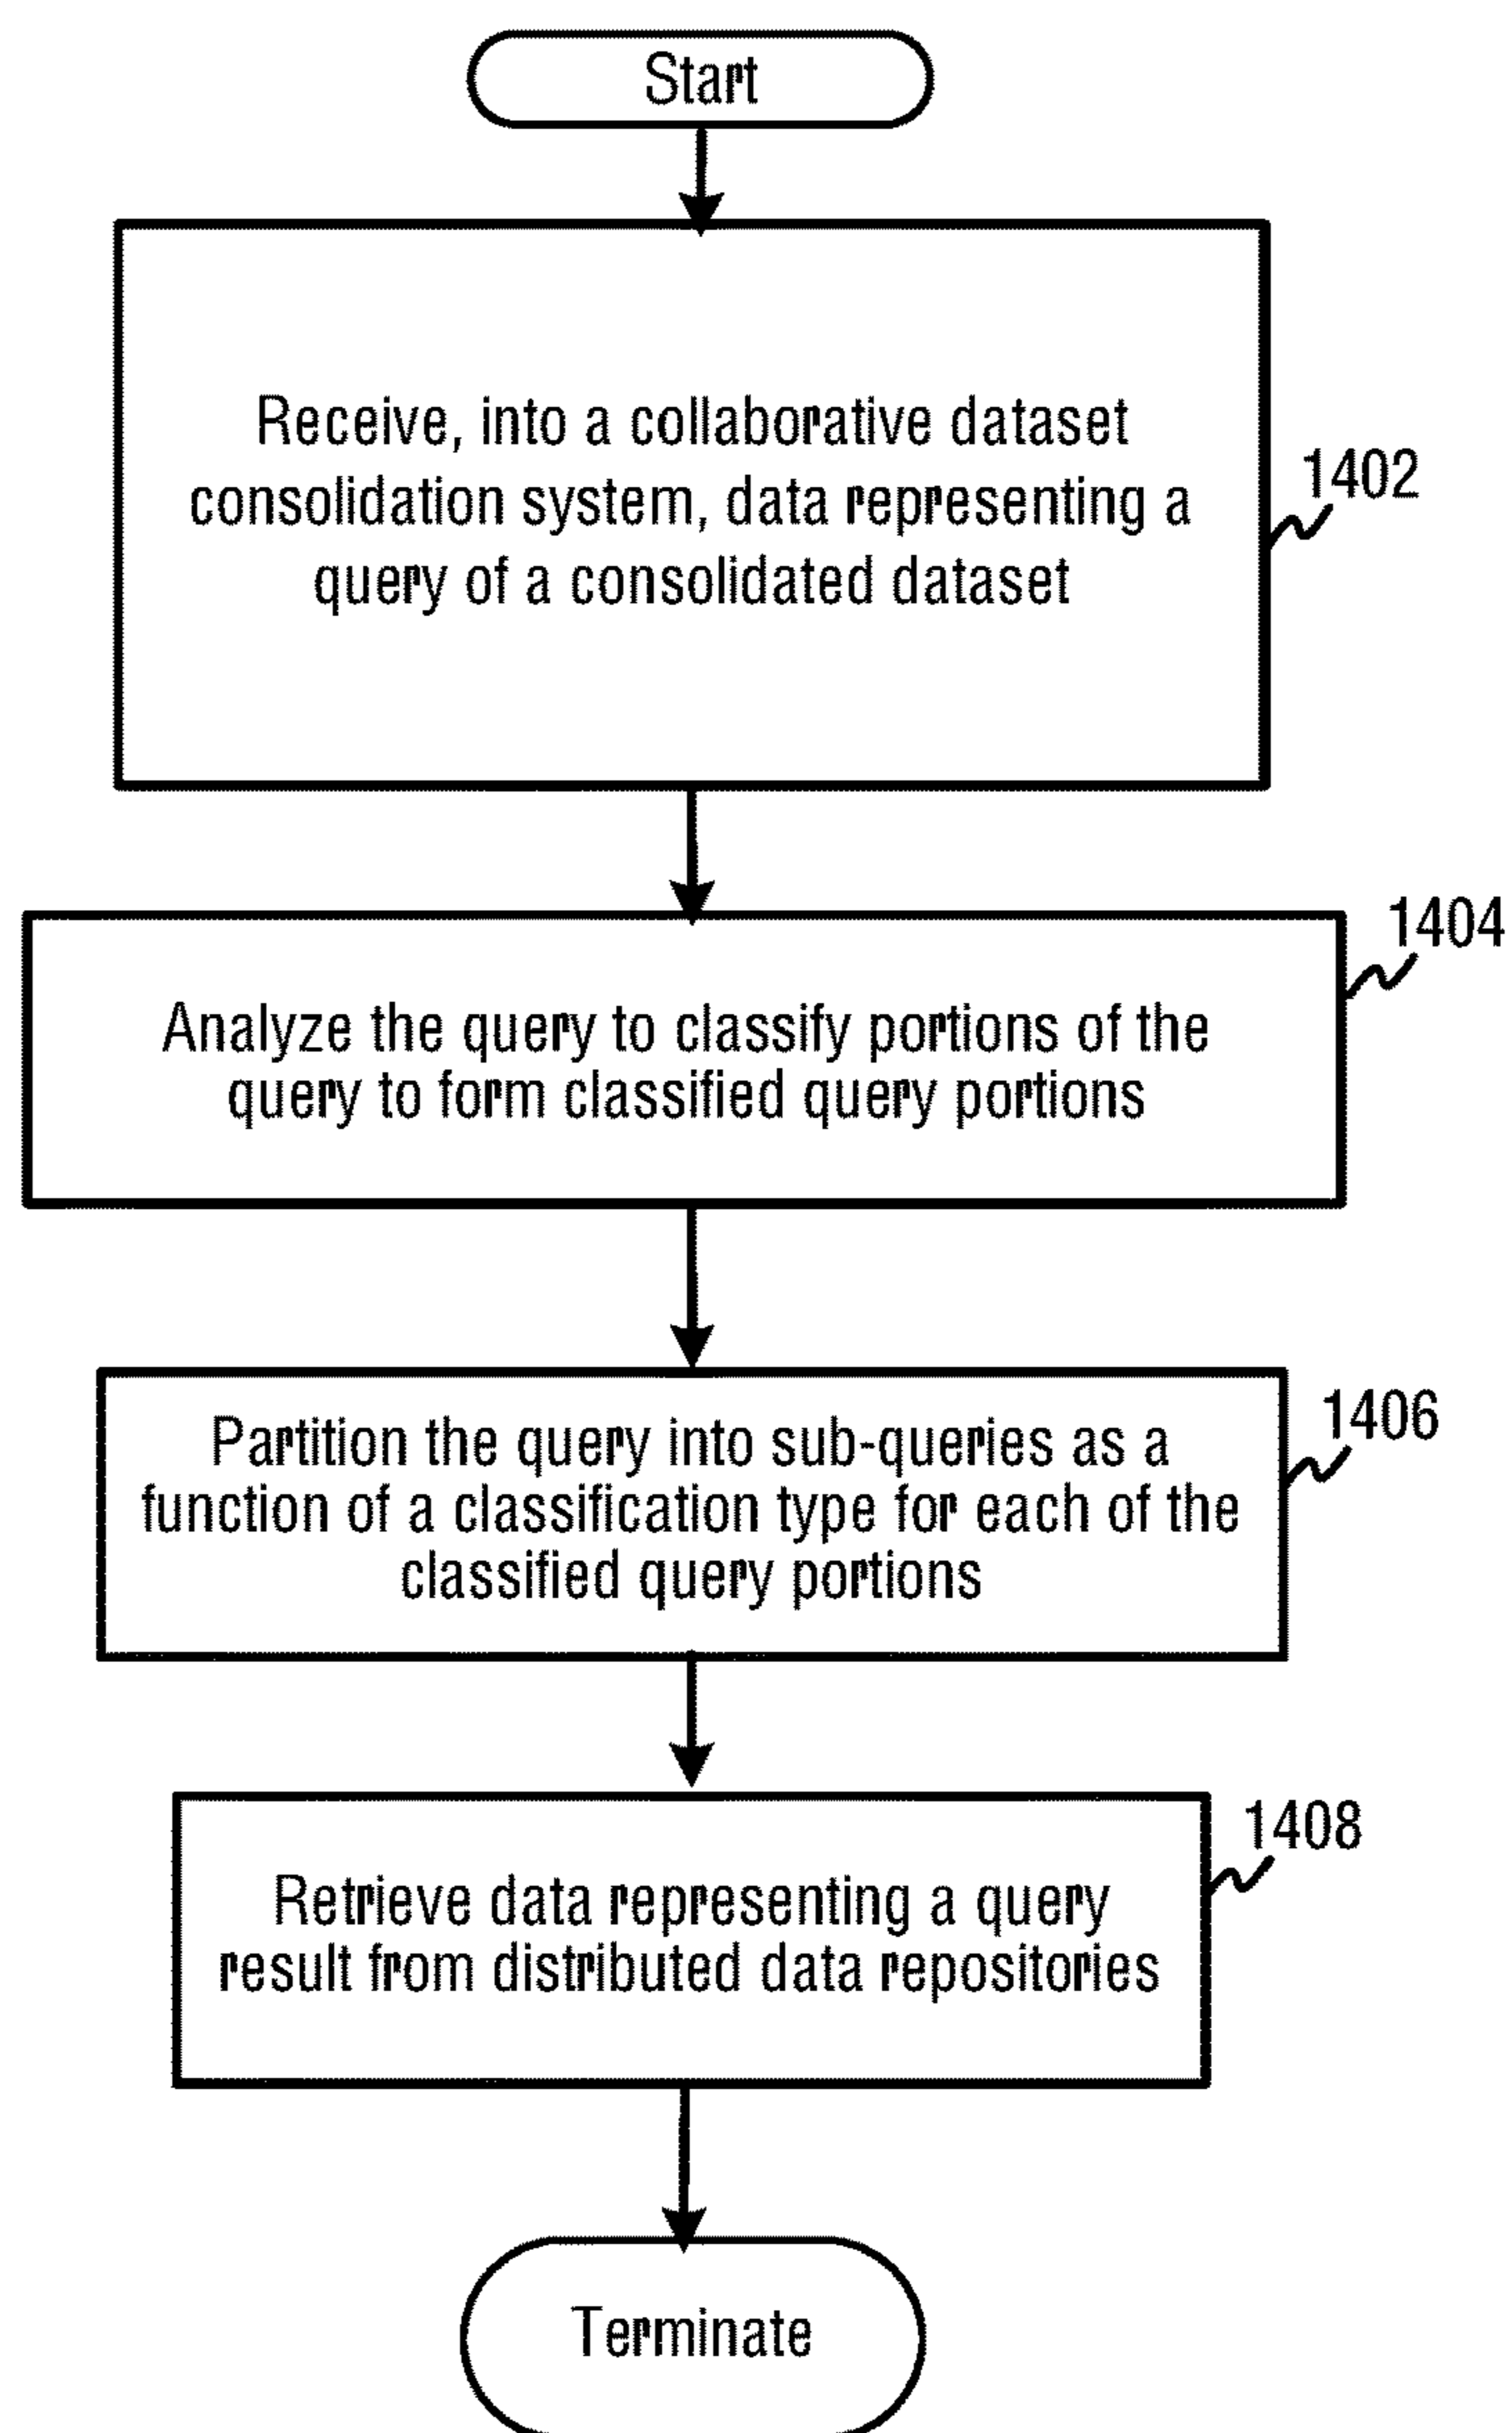 Start
Receive, into a collaborative dataset
consolidation system, data representing a
query of a consolidated dataset
1402
1404
Analyze the query to classify portions of the
query to form classified query portions
1406
Partition the query into sub-queries as a
function of a classification type for each of the
classified query portions
1408
Retrieve data representing a query
result from distributed data repositories
Terminate